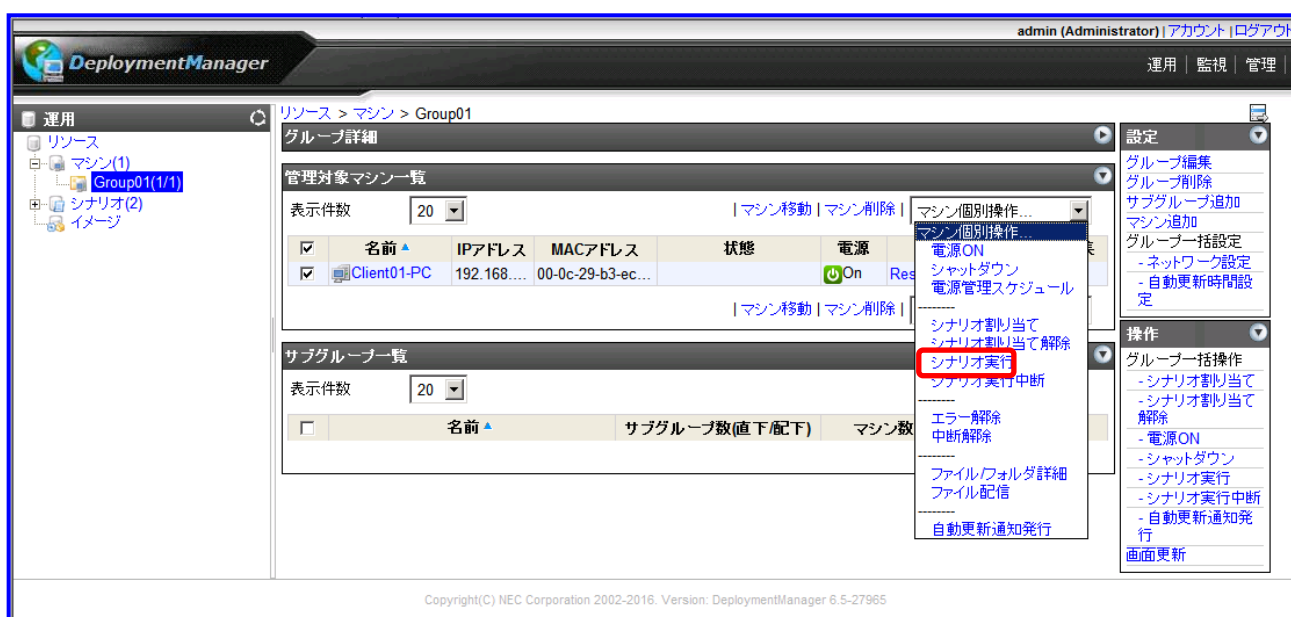 admin (Administrator) | アカウント | ログアウト
DeploymentManager
運用 | 監視 | 管理 |
運用
リソース
マシン(1)
Group01(1/1)
シナリオ(2)
イメージ
リソース > マシン > Group01
グループ詳細
管理対象マシン一覧
表示件数 20
| マシン移動 | マシン削除 | マシン個別操作...
名前 IPアドレス MACアドレス 状態 電源
Client01-PC 192.168.... 00-0c-29-b3-ec... On Res
| マシン移動 | マシン削除 |
マシン個別操作...
電源ON
シャットダウン
電源管理スケジュール
--------
シナリオ割り当て
シナリオ割り当て解除
シナリオ実行
シナリオ実行中断
--------
エラー解除
中断解除
--------
ファイル/フォルダ詳細
ファイル配信
--------
自動更新通知発行
サブグループ一覧
表示件数 20
名前 サブグループ数(直下/配下) マシン数
設定
グループ編集
グループ削除
サブグループ追加
マシン追加
グループ一括設定
- ネットワーク設定
- 自動更新時間設
定
操作
グループ一括操作
- シナリオ割り当て
- シナリオ割り当て
解除
- 電源ON
- シャットダウン
- シナリオ実行
- シナリオ実行中断
- 自動更新通知発
行
画面更新
Copyright(C) NEC Corporation 2002-2016. Version: DeploymentManager 6.5-27965